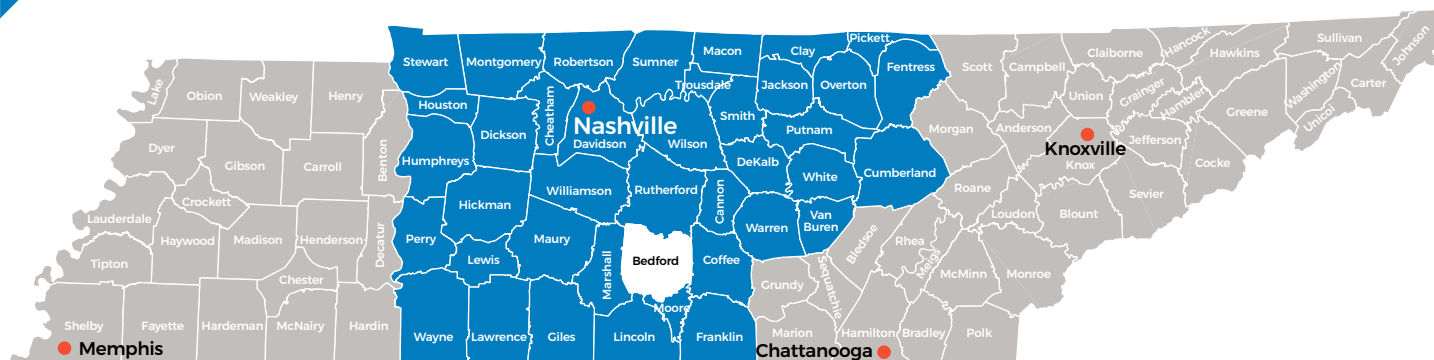 Lake
Obion
Weakley
Henry
Stewart
Montgomery
Robertson
Sumner
Macon
Trousdale
Clay
Pickett
Fentress
Scott
Campbell
Claiborne
Hancock
Hawkins
Sullivan
Johnson
Carter
Washington
Unicoi
Greene
Hamblen
Grainger
Union
Jackson
Overton
Houston
Dickson
Cheatham
Nashville
Davidson
Wilson
Smith
Putnam
Morgan
Anderson
Knoxville
Knox
Jefferson
Cocke
Sevier
Blount
Loudon
Roane
Cumberland
White
DeKalb
Dyer
Gibson
Carroll
Benton
Humphreys
Williamson
Rutherford
Cannon
Warren
Van
Buren
Bledsoe
Rhea
Meigs
McMinn
Monroe
Lauderdale
Crockett
Haywood
Madison
Henderson
Decatur
Perry
Hickman
Lewis
Maury
Marshall
Bedford
Coffee
Grundy
Sequatchie
Tipton
Chester
Shelby
Fayette
Hardeman
McNairy
Hardin
Wayne
Lawrence
Giles
Lincoln
Moore
Franklin
Marion
Hamilton
Bradley
Polk
Memphis
Chattanooga